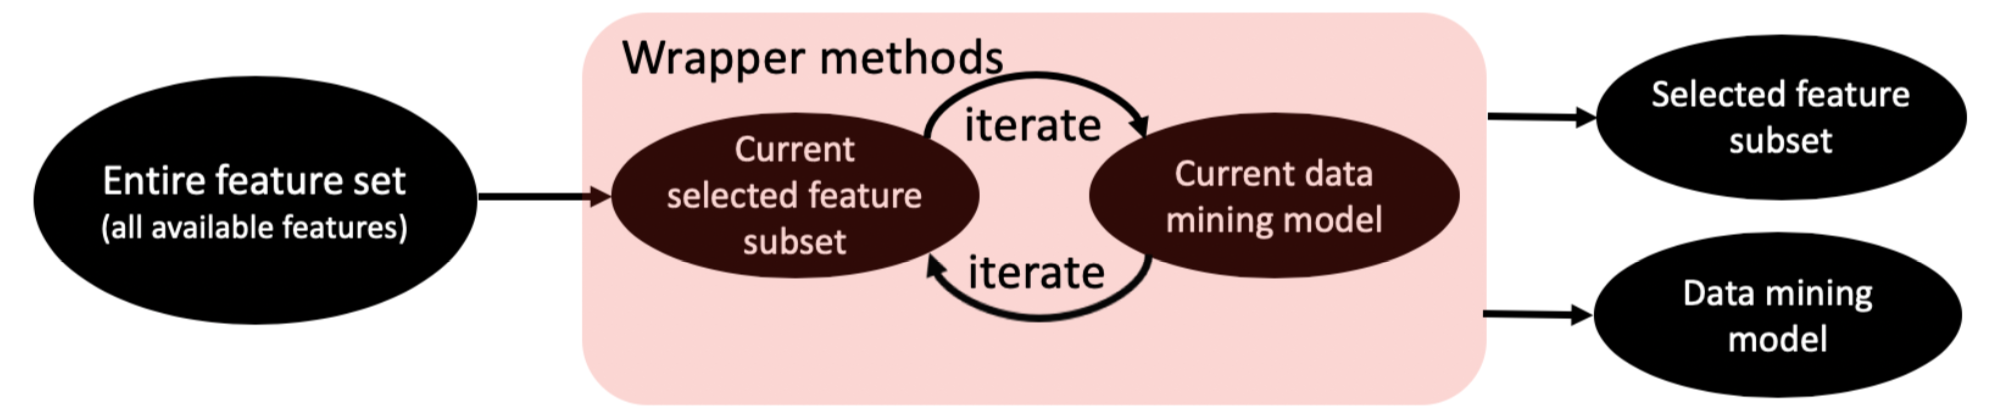 Entire feature set
(all available features)
Wrapper methods
iterate
Current
selected feature
subset
Current data
mining model
iterate
Selected feature
subset
Data mining
model